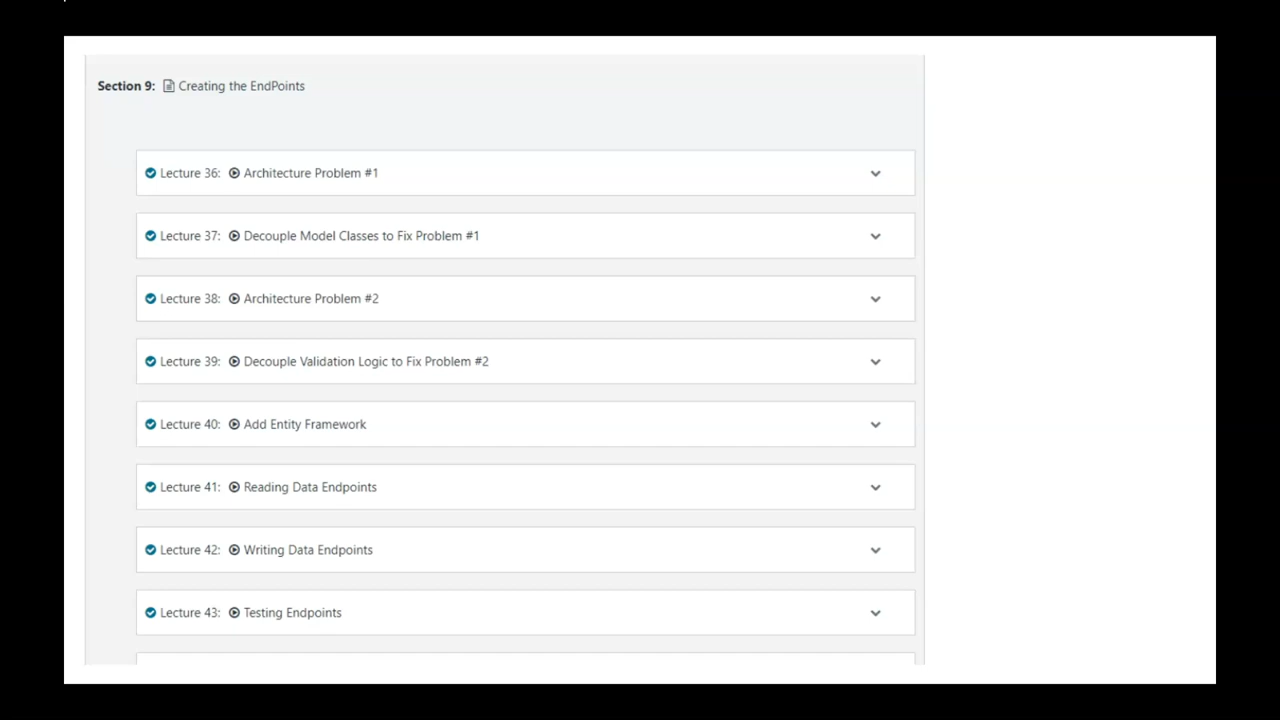 Section 9: Creating the EndPoints
Lecture 36: Architecture Problem #1
Lecture 37: Decouple Model Classes to Fix Problem #1
Lecture 38: Architecture Problem #2
Lecture 39: Decouple Validation Logic to Fix Problem #2
Lecture 40: Add Entity Framework
Lecture 41: Reading Data Endpoints
Lecture 42: Writing Data Endpoints
Lecture 43: Testing Endpoints